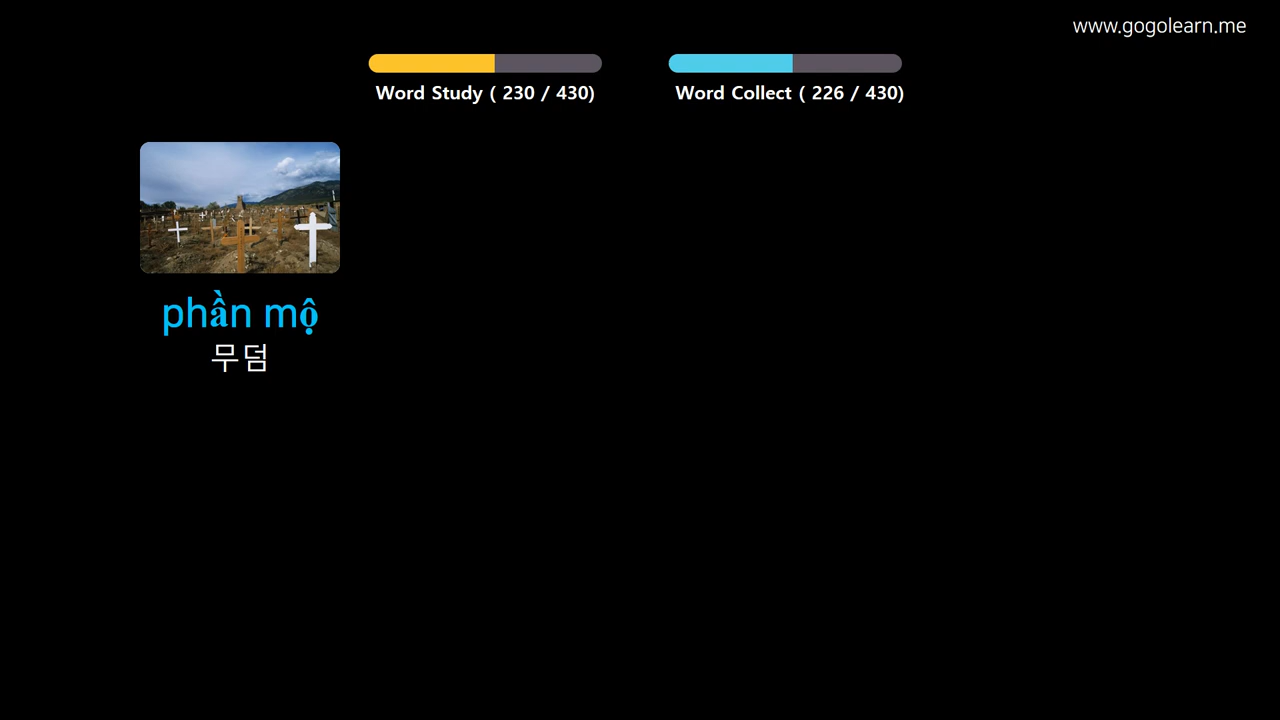 www.gogolearn.me
Word Study ( 230 / 430)
Word Collect ( 226 / 430)
phần mộ
무덤